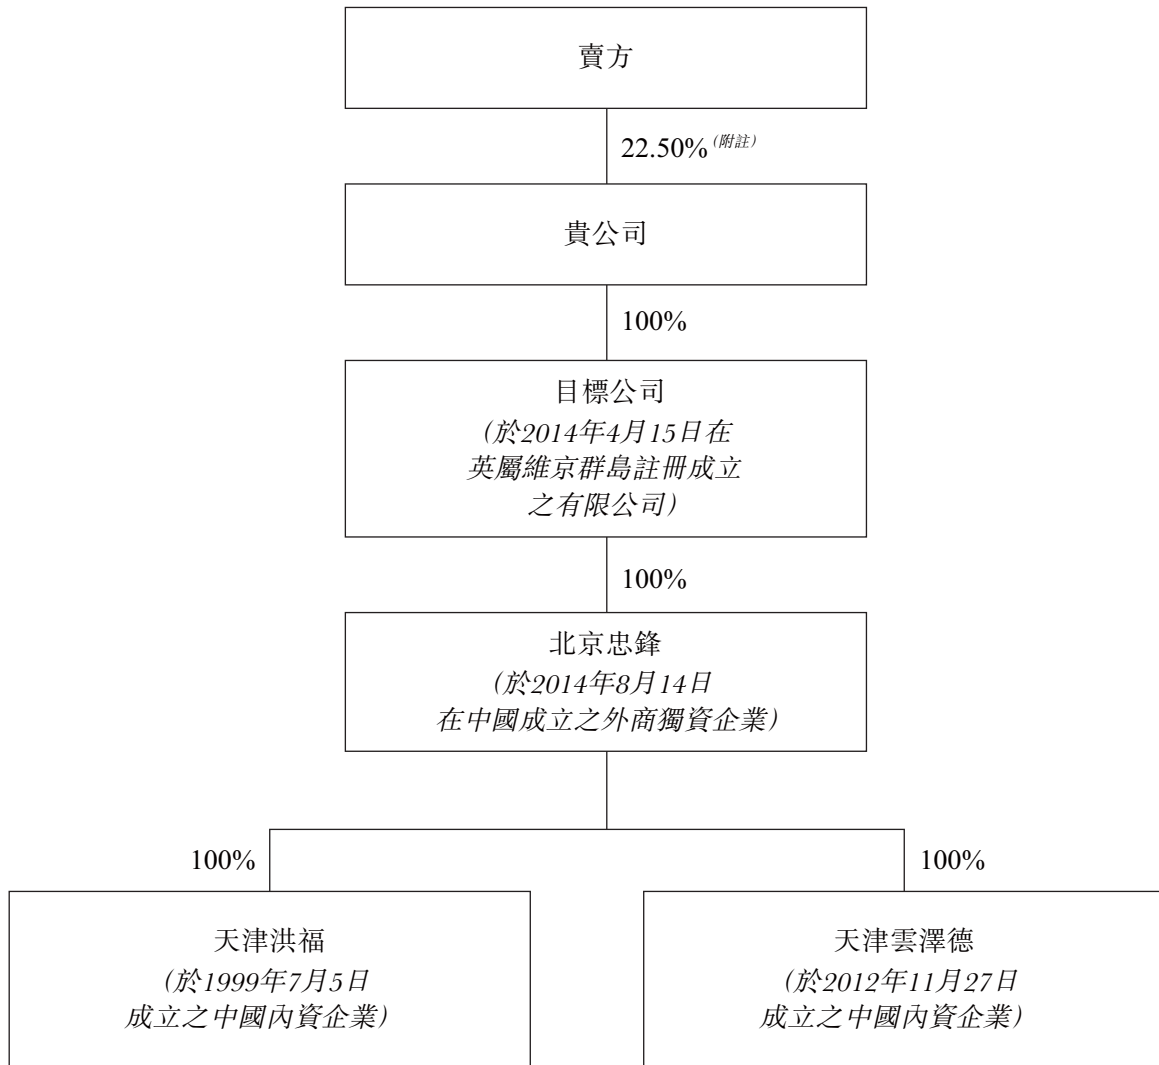 賣方
22.50%(附註)
貴公司
100%
目標公司
(於2014年4月15日在
英屬維京群島註冊成立
之有限公司)
100%
北京忠鋒
(於2014年8月14日
在中國成立之外商獨資企業)
100%
100%
天津洪福
(於1999年7月5日
成立之中國內資企業)
天津雲澤德
(於2012年11月27日
成立之中國內資企業)